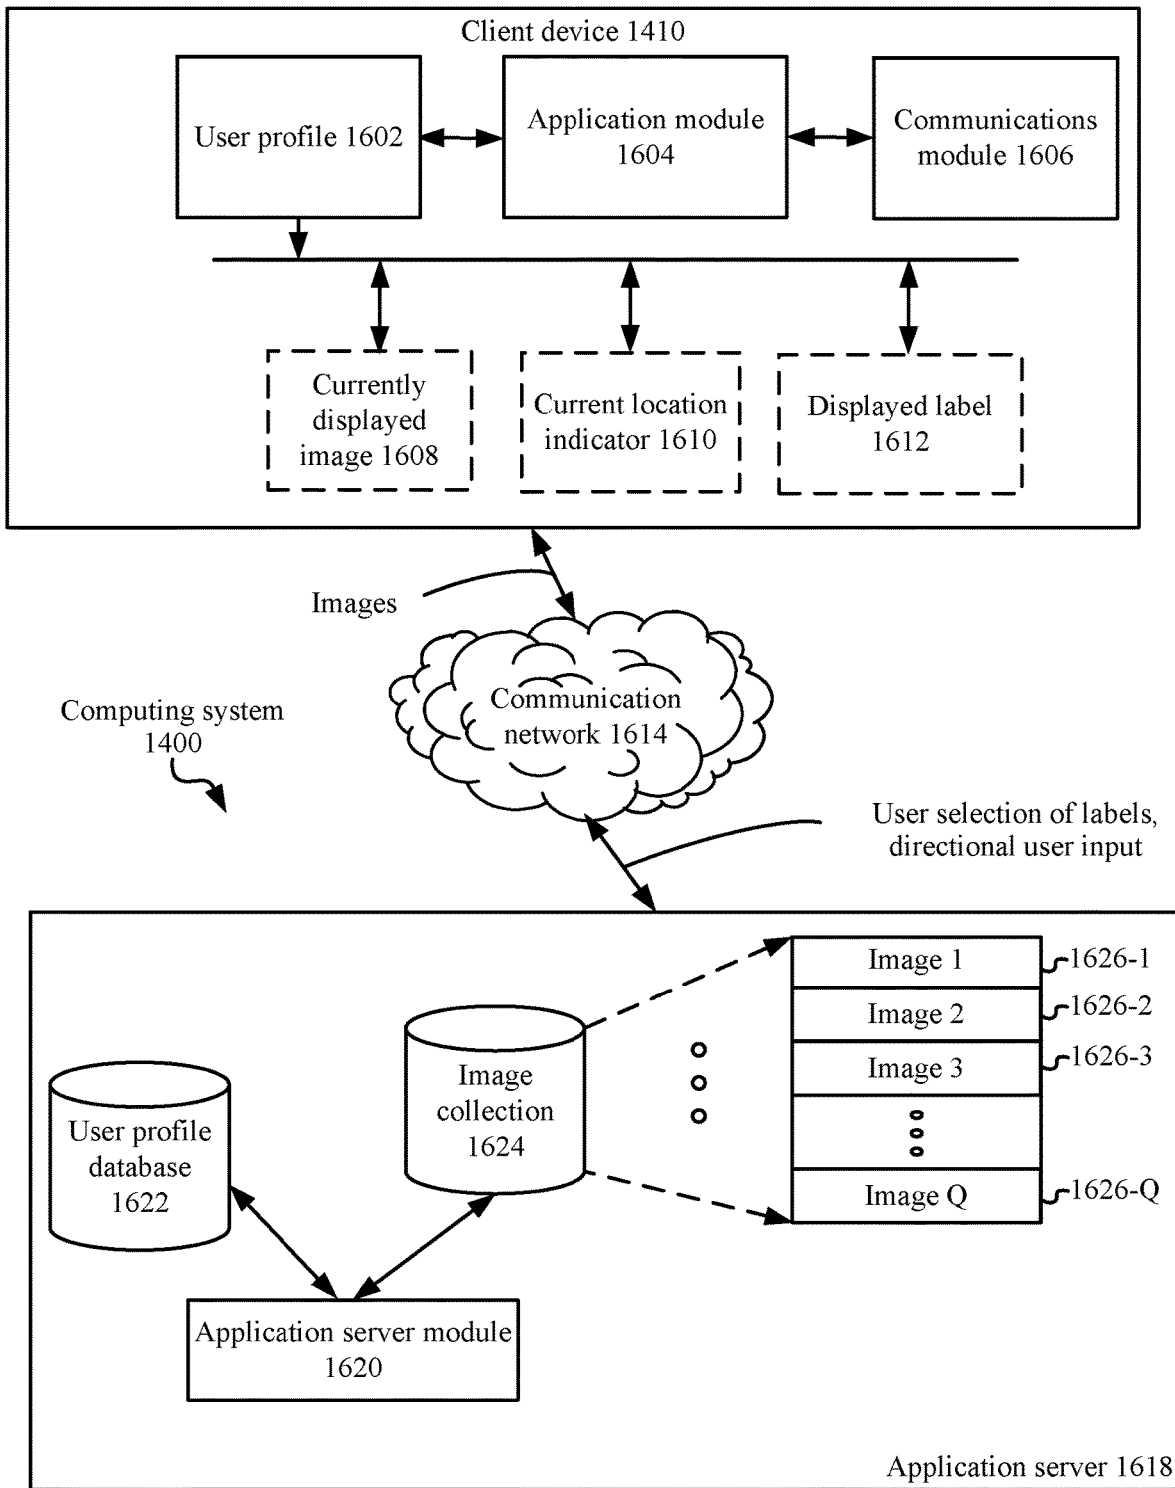 Client device 1410
User profile 1602
Application module
1604
Communications
module 1606
Currently
displayed
image 1608
Current location
indicator 1610
Displayed label
1612
Images
Communication
network 1614
Computing system
1400
User selection of labels,
directional user input
Image 1
1626-1
Image 2
1626-2
Image 3
1626-3
Image Q
1626-Q
Image
collection
1624
User profile
database
1622
Application server module
1620
Application server 1618